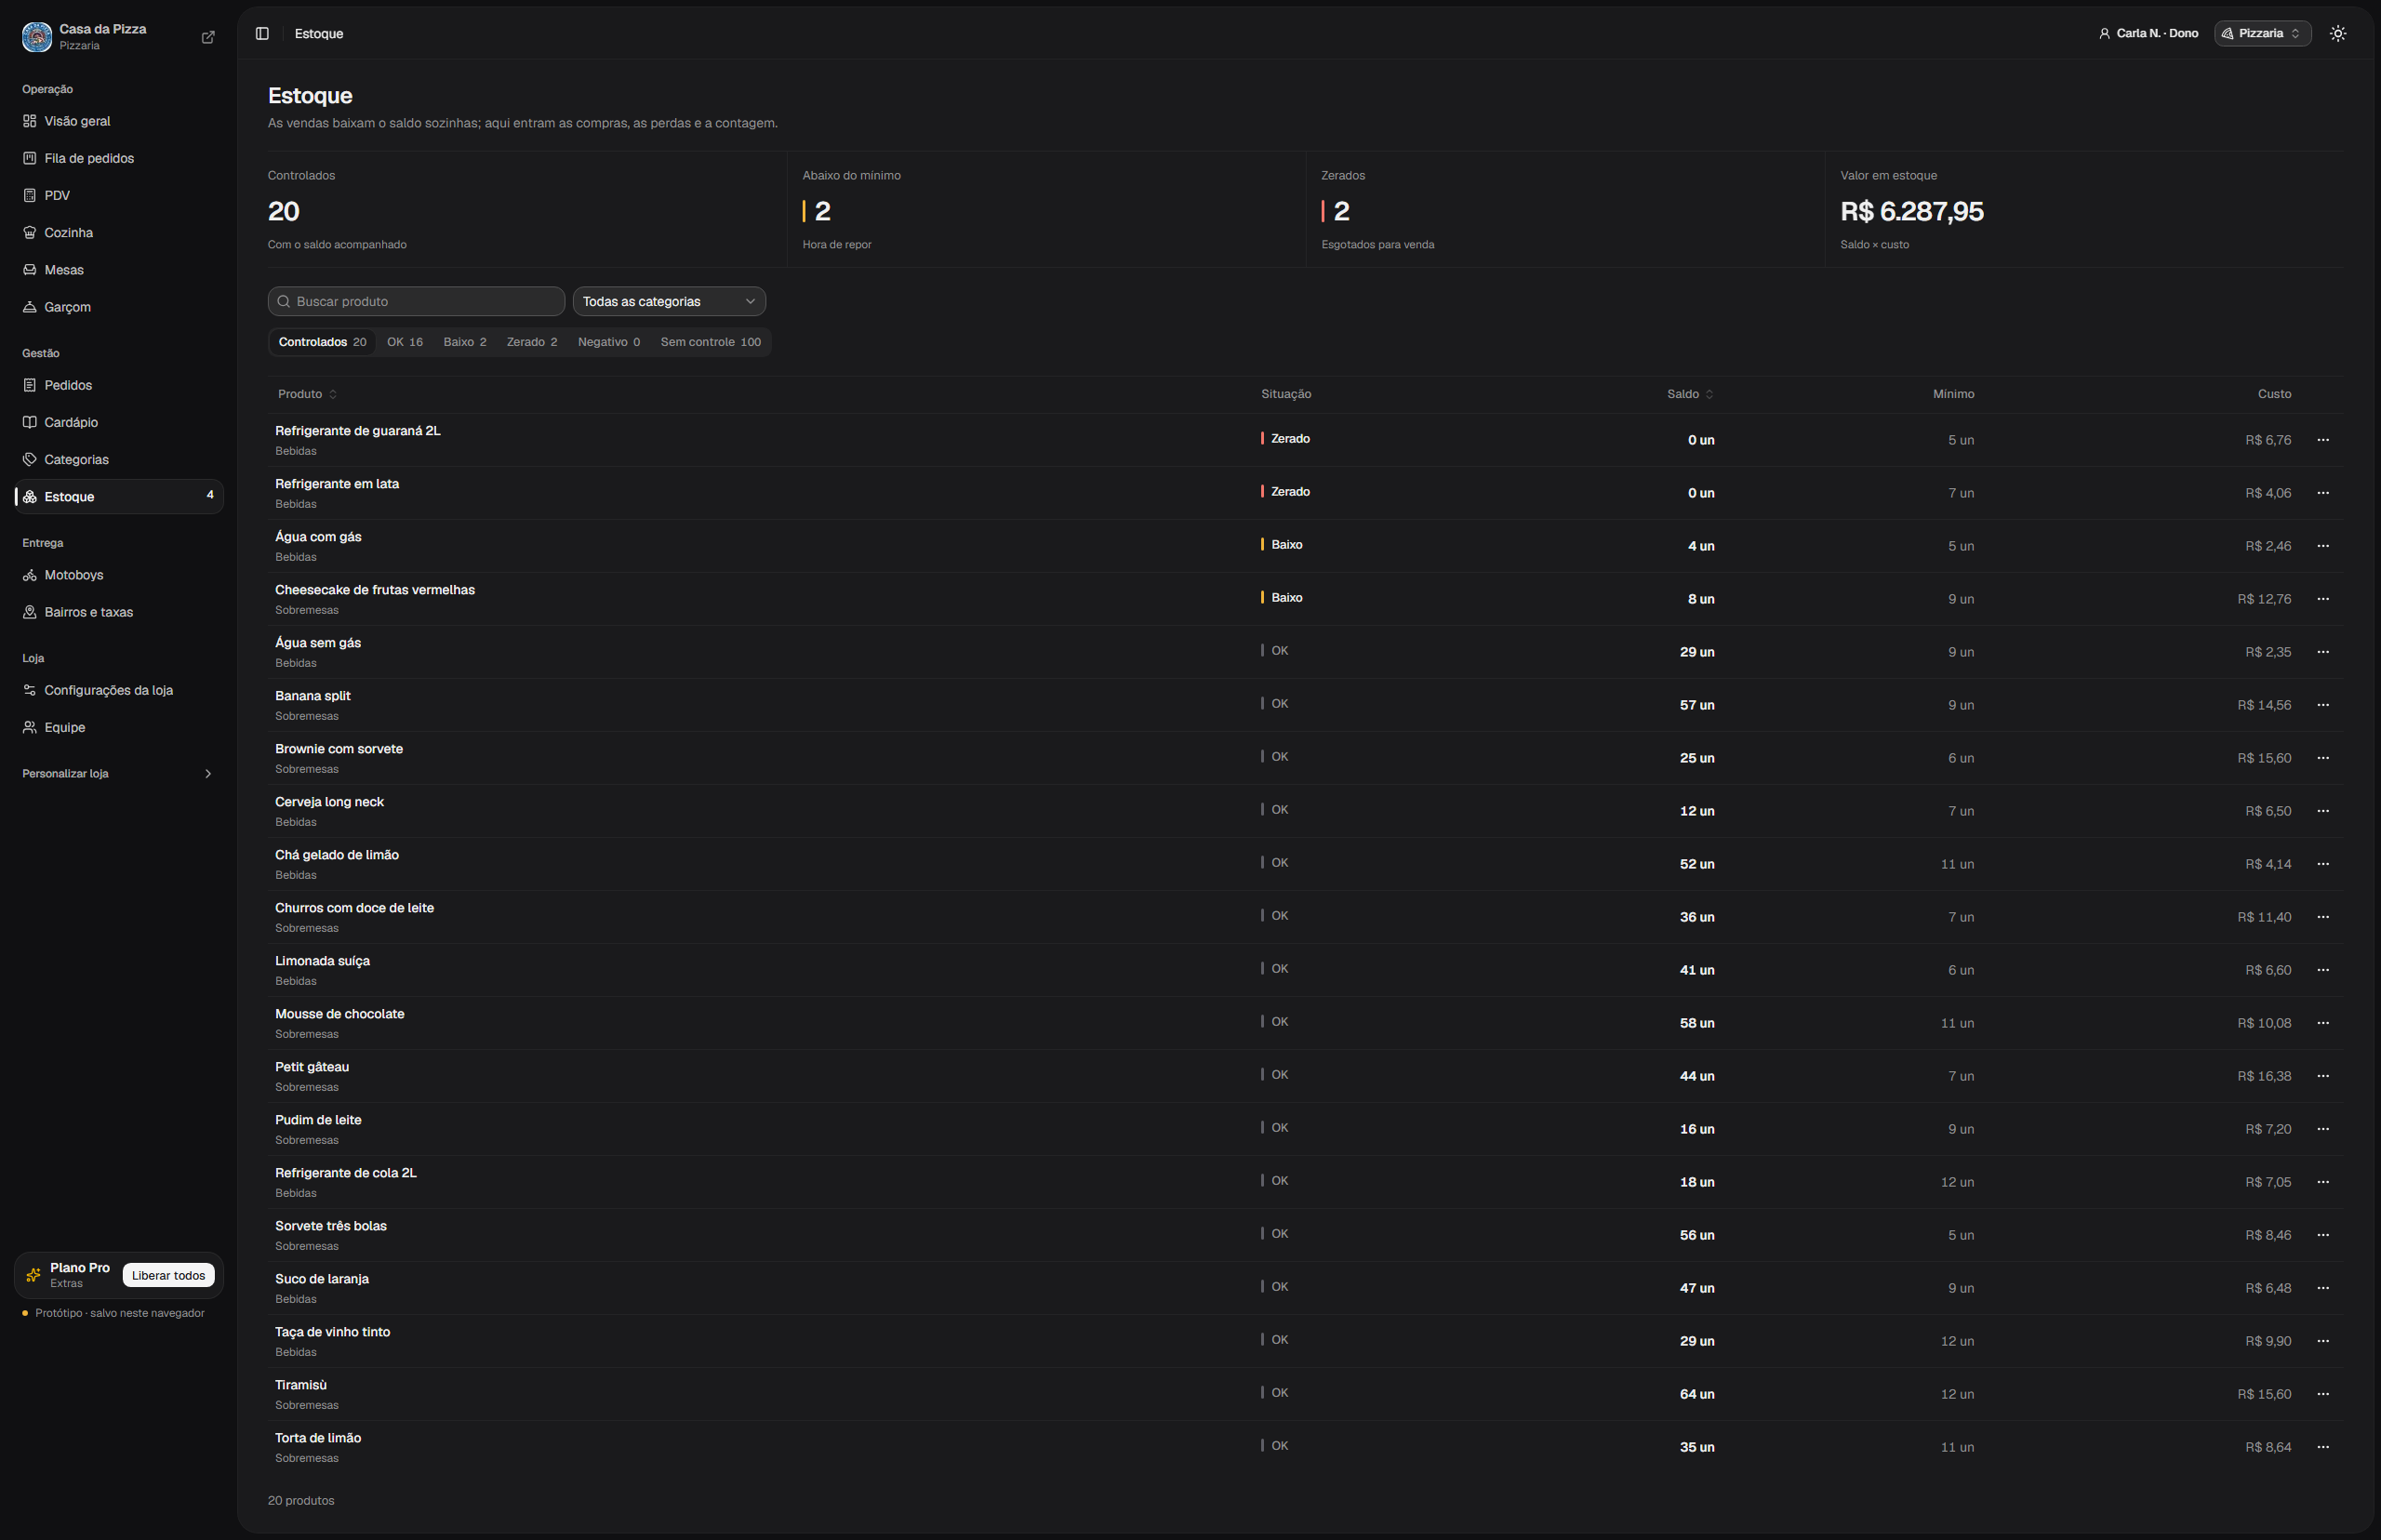 Casa da Pizza
Pizzaria
Operação
Visão geral
Fila de pedidos
PDV
Cozinha
Mesas
Garçom
Gestão
Pedidos
Cardápio
Categorias
Estoque 4
Entrega
Motoboys
Bairros e taxas
Loja
Configurações da loja
Equipe
Personalizar loja
Plano Pro
Extras
Liberar todos
Protótipo · salvo neste navegador
Estoque
Carla N. · Dono
Pizzaria
Estoque
As vendas baixam o saldo sozinhas; aqui entram as compras, as perdas e a contagem.
Controlados
20
Com o saldo acompanhado
Abaixo do mínimo
2
Hora de repor
Zerados
2
Esgotados para venda
Valor em estoque
R$ 6.287,95
Saldo × custo
Buscar produto
Todas as categorias
Controlados 20 OK 16 Baixo 2 Zerado 2 Negativo 0 Sem controle 100
Produto Situação Saldo Mínimo Custo
Refrigerante de guaraná 2L
Bebidas
Zerado 0 un 5 un R$ 6,76
Refrigerante em lata
Bebidas
Zerado 0 un 7 un R$ 4,06
Água com gás
Bebidas
Baixo 4 un 5 un R$ 2,46
Cheesecake de frutas vermelhas
Sobremesas
Baixo 8 un 9 un R$ 12,76
Água sem gás
Bebidas
OK 29 un 9 un R$ 2,35
Banana split
Sobremesas
OK 57 un 9 un R$ 14,56
Brownie com sorvete
Sobremesas
OK 25 un 6 un R$ 15,60
Cerveja long neck
Bebidas
OK 12 un 7 un R$ 6,50
Chá gelado de limão
Bebidas
OK 52 un 11 un R$ 4,14
Churros com doce de leite
Sobremesas
OK 36 un 7 un R$ 11,40
Limonada suíça
Bebidas
OK 41 un 6 un R$ 6,60
Mousse de chocolate
Sobremesas
OK 58 un 11 un R$ 10,08
Petit gâteau
Sobremesas
OK 44 un 7 un R$ 16,38
Pudim de leite
Sobremesas
OK 16 un 9 un R$ 7,20
Refrigerante de cola 2L
Bebidas
OK 18 un 12 un R$ 7,05
Sorvete três bolas
Sobremesas
OK 56 un 5 un R$ 8,46
Suco de laranja
Bebidas
OK 47 un 9 un R$ 6,48
Taça de vinho tinto
Bebidas
OK 29 un 12 un R$ 9,90
Tiramisù
Sobremesas
OK 64 un 12 un R$ 15,60
Torta de limão
Sobremesas
OK 35 un 11 un R$ 8,64
20 produtos